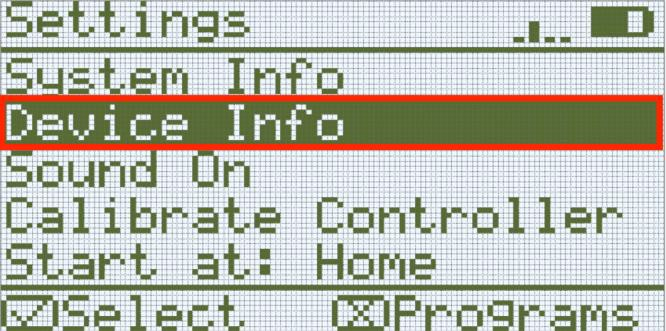 Settings
System Info
Device Info
Sound On
Calibrate Controller
Start at: Home
Select Programs